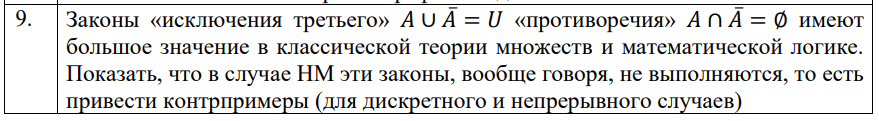 9. Законы «исключения третьего» A ∪ Ā = U «противоречия» A ∩ Ā = Ø имеют
большое значение в классической теории множеств и математической логике.
Показать, что в случае НМ эти законы, вообще говоря, не выполняются, то есть
привести контрпримеры (для дискретного и непрерывного случаев)